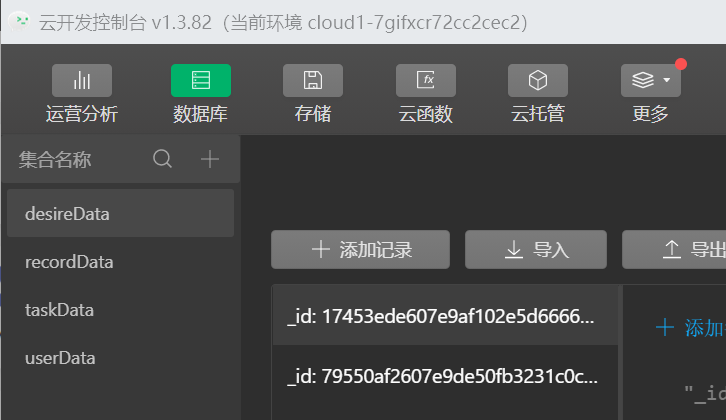 云开发控制台 v1.3.82（当前环境 cloud1-7gifxcr72cc2cec2）
运营分析 数据库 存储 云函数 云托管 更多
集合名称
desireData
recordData
taskData
userData
添加记录 导入 导出
_id: 17453ede607e9af102e5d6666...
_id: 79550af2607e9de50fb3231c0c...
添加
"_id